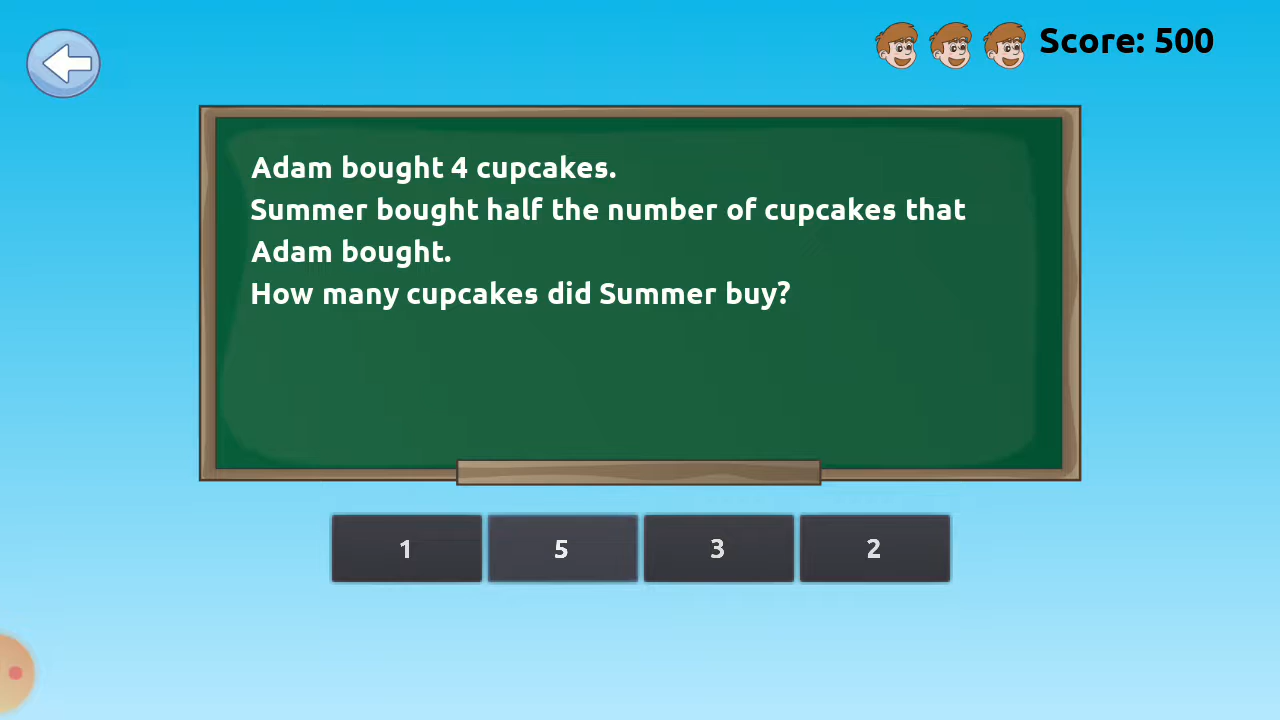 Score: 500
Adam bought 4 cupcakes.
Summer bought half the number of cupcakes that
Adam bought.
How many cupcakes did Summer buy?
1 5 3 2